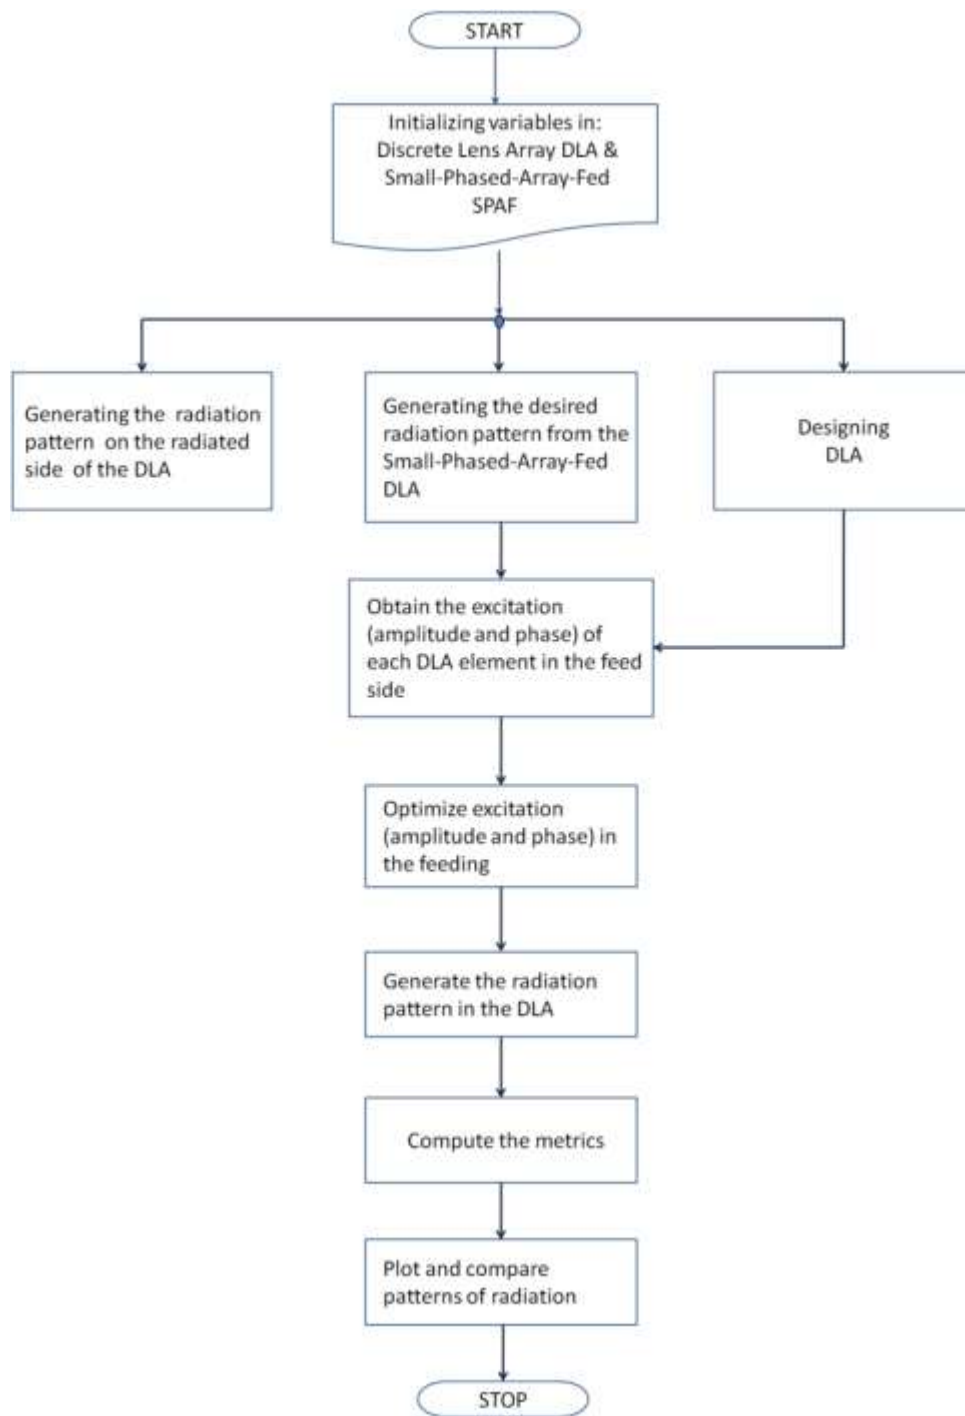 START
Initializing variables in:
Discrete Lens Array DLA &
Small-Phased-Array-Fed
SPAF
Generating the radiation
pattern on the radiated
side of the DLA
Generating the desired
radiation pattern from the
Small-Phased-Array-Fed
DLA
Designing
DLA
Obtain the excitation
(amplitude and phase) of
each DLA element in the feed
side
Optimize excitation
(amplitude and phase) in
the feeding
Generate the radiation
pattern in the DLA
Compute the metrics
Plot and compare
patterns of radiation
STOP